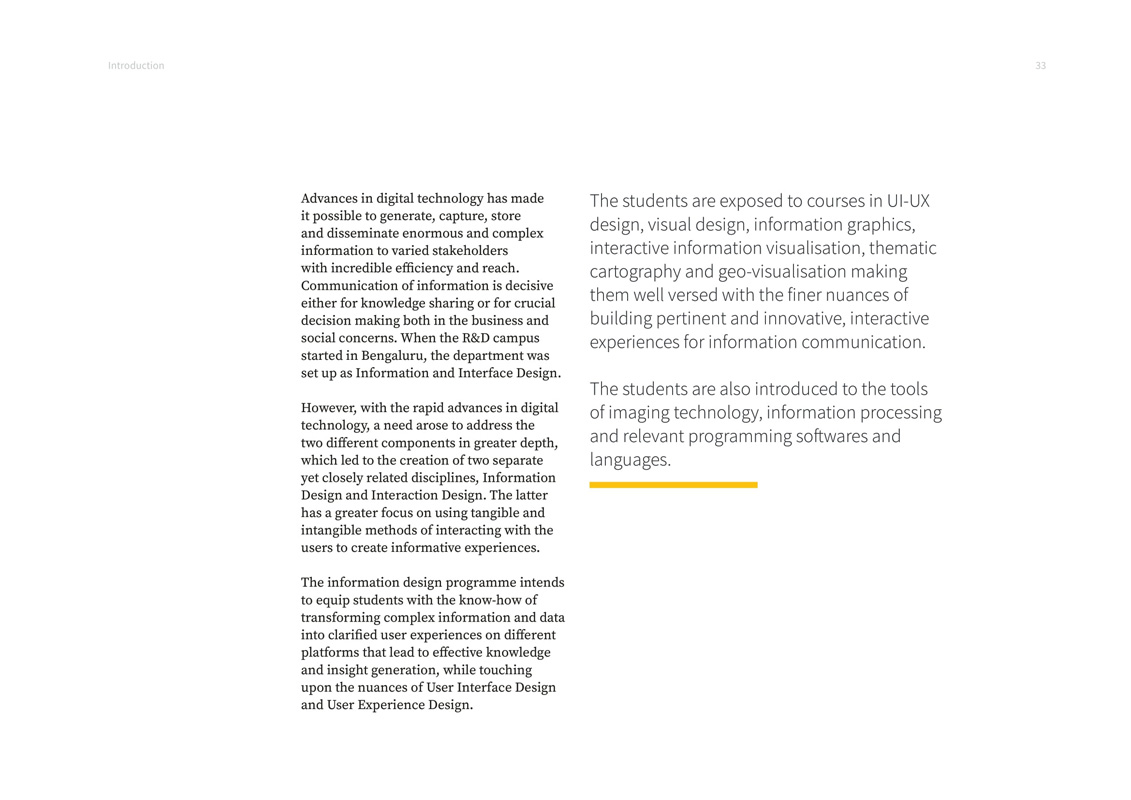 Introduction
33
Advances in digital technology has made
it possible to generate, capture, store
and disseminate enormous and complex
information to varied stakeholders
with incredible efficiency and reach.
Communication of information is decisive
either for knowledge sharing or for crucial
decision making both in the business and
social concerns. When the R&D campus
started in Bengaluru, the department was
set up as Information and Interface Design.
However, with the rapid advances in digital
technology, a need arose to address the
two different components in greater depth,
which led to the creation of two separate
yet closely related disciplines, Information
Design and Interaction Design. The latter
has a greater focus on using tangible and
intangible methods of interacting with the
users to create informative experiences.
The information design programme intends
to equip students with the know-how of
transforming complex information and data
into clarified user experiences on different
platforms that lead to effective knowledge
and insight generation, while touching
upon the nuances of User Interface Design
and User Experience Design.
The students are exposed to courses in UI-UX
design, visual design, information graphics,
interactive information visualisation, thematic
cartography and geo-visualisation making
them well versed with the finer nuances of
building pertinent and innovative, interactive
experiences for information communication.
The students are also introduced to the tools
of imaging technology, information processing
and relevant programming softwares and
languages.